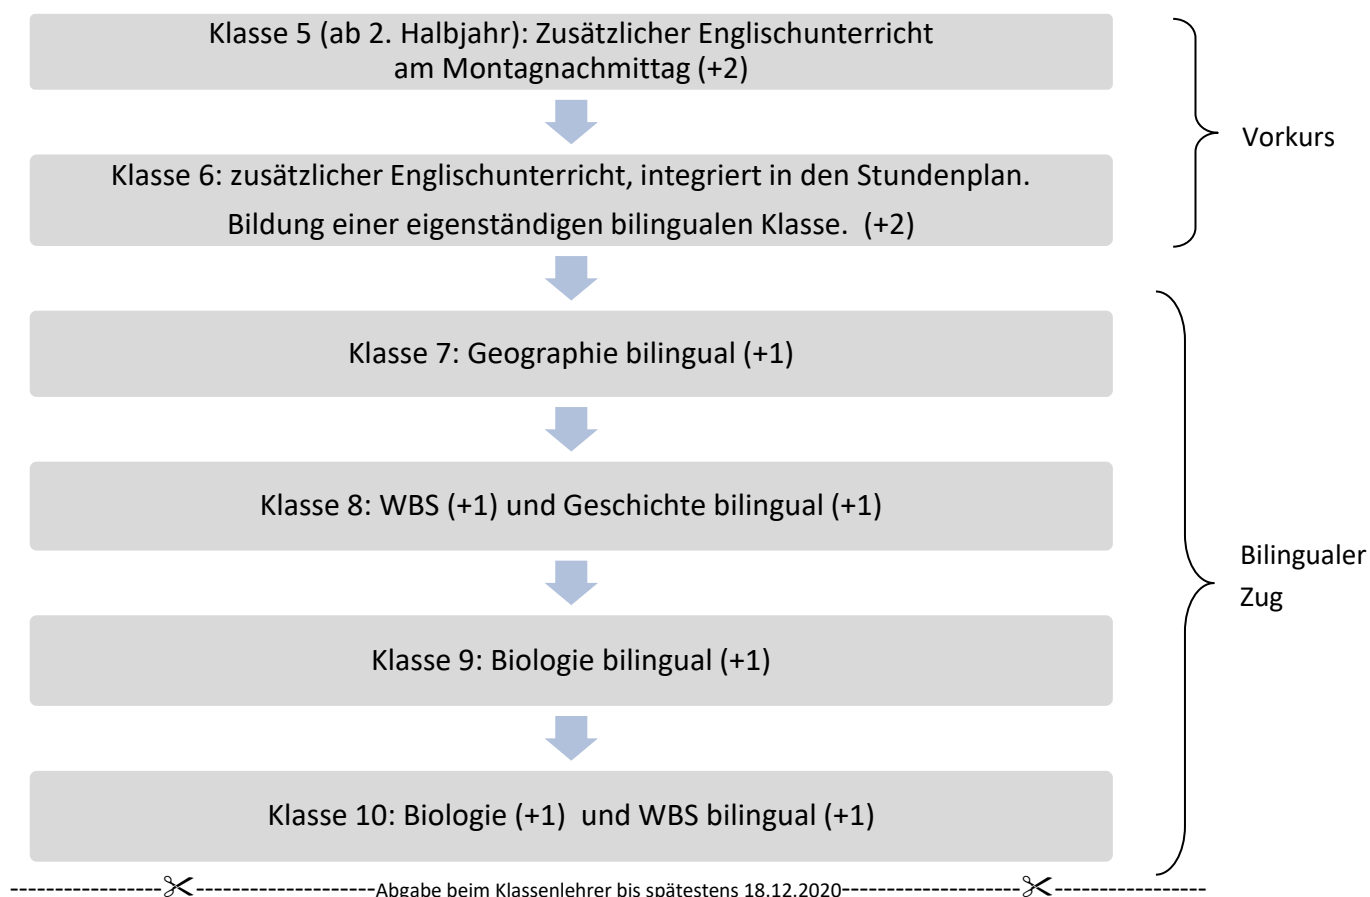 Klasse 5 (ab 2. Halbjahr): Zusätzlicher Englischunterricht
am Montagnachmittag (+2)
Vorkurs
Klasse 6: zusätzlicher Englischunterricht, integriert in den Stundenplan.
Bildung einer eigenständigen bilingualen Klasse.  (+2)
Klasse 7: Geographie bilingual (+1)
Klasse 8: WBS (+1) und Geschichte bilingual (+1)
Bilingualer
Zug
Klasse 9: Biologie bilingual (+1)
Klasse 10: Biologie (+1)  und WBS bilingual (+1)
Abgabe beim Klassenlehrer bis spätestens 18.12.2020